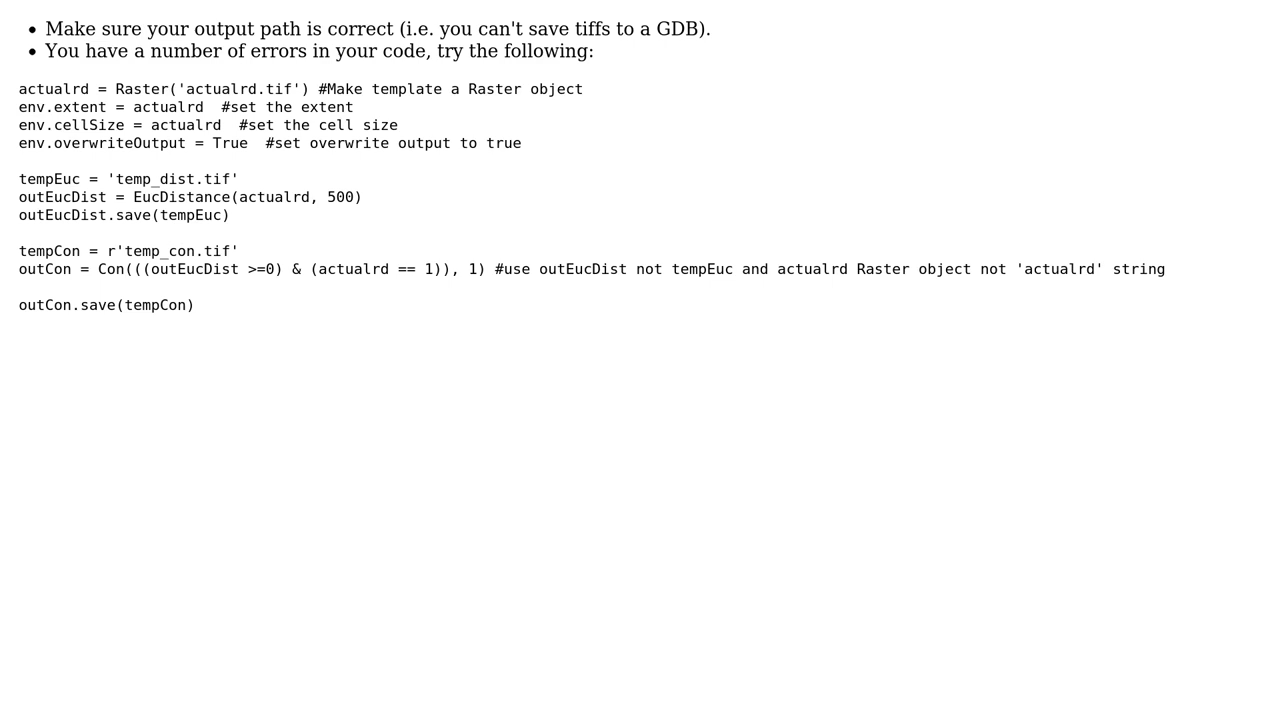 Make sure your output path is correct (i.e. you can't save tiffs to a GDB).
You have a number of errors in your code, try the following:
actualrd = Raster('actualrd.tif') #Make template a Raster object
env.extent = actualrd  #set the extent
env.cellSize = actualrd  #set the cell size
env.overwriteOutput = True  #set overwrite output to true
tempEuc = 'temp_dist.tif'
outEucDist = EucDistance(actualrd, 500)
outEucDist.save(tempEuc)
tempCon = r'temp_con.tif'
outCon = Con(((outEucDist >=0) & (actualrd == 1)), 1) #use outEucDist not tempEuc and actualrd Raster object not 'actualrd' string
outCon.save(tempCon)